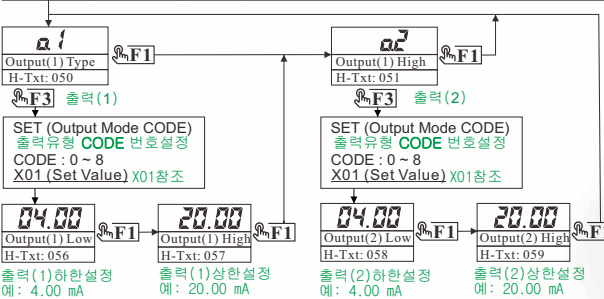 a.1
Output(1) Type
H-Txt: 050
F1
F3 출력(1)
SET (Output Mode CODE)
출력유형 CODE 번호설정
CODE : 0 ~ 8
X01 (Set Value) X01참조
04.00
Output(1) Low
H-Txt: 056
F1
출력(1)하한설정
예: 4.00 mA
20.00
Output(1) High
H-Txt: 057
F1
출력(1)상한설정
예: 20.00 mA
a.2
Output(1) High
H-Txt: 051
F1
F3 출력(2)
SET (Output Mode CODE)
출력유형 CODE 번호설정
CODE : 0 ~ 8
X01 (Set Value) X01참조
04.00
Output(2) Low
H-Txt: 058
F1
출력(2)하한설정
예: 4.00 mA
20.00
Output(2) High
H-Txt: 059
F1
출력(2)상한설정
예: 20.00 mA